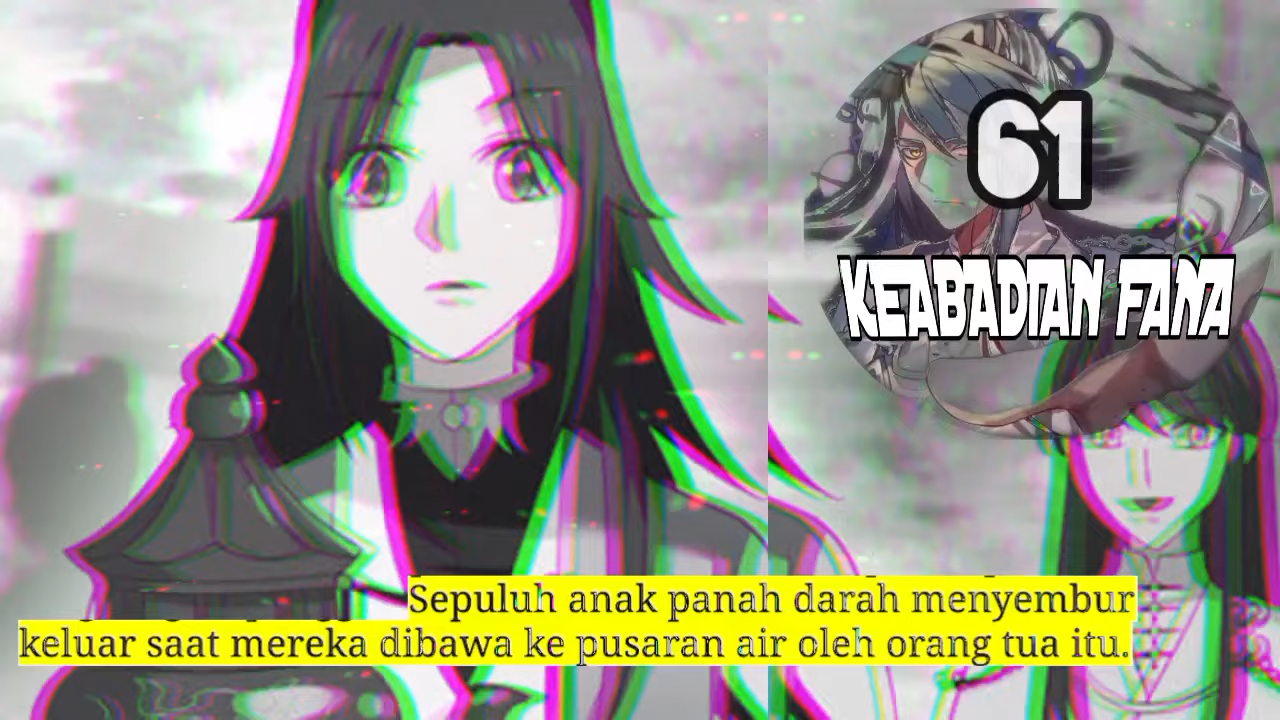 61
KEABADIAN FANA
Sepuluh anak panah darah menyembur
keluar saat mereka dibawa ke pusaran air oleh orang tua itu.